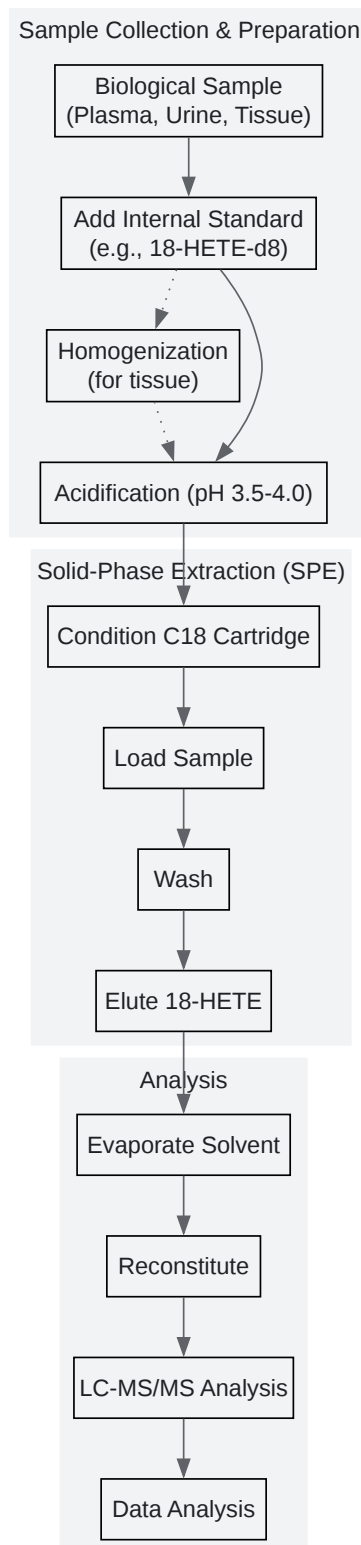 Sample Collection & Preparation
Biological Sample
(Plasma, Urine, Tissue)
Add Internal Standard
(e.g., 18-HETE-d8)
Homogenization
(for tissue)
Acidification (pH 3.5-4.0)
Solid-Phase Extraction (SPE)
Condition C18 Cartridge
Load Sample
Wash
Elute 18-HETE
Analysis
Evaporate Solvent
Reconstitute
LC-MS/MS Analysis
Data Analysis